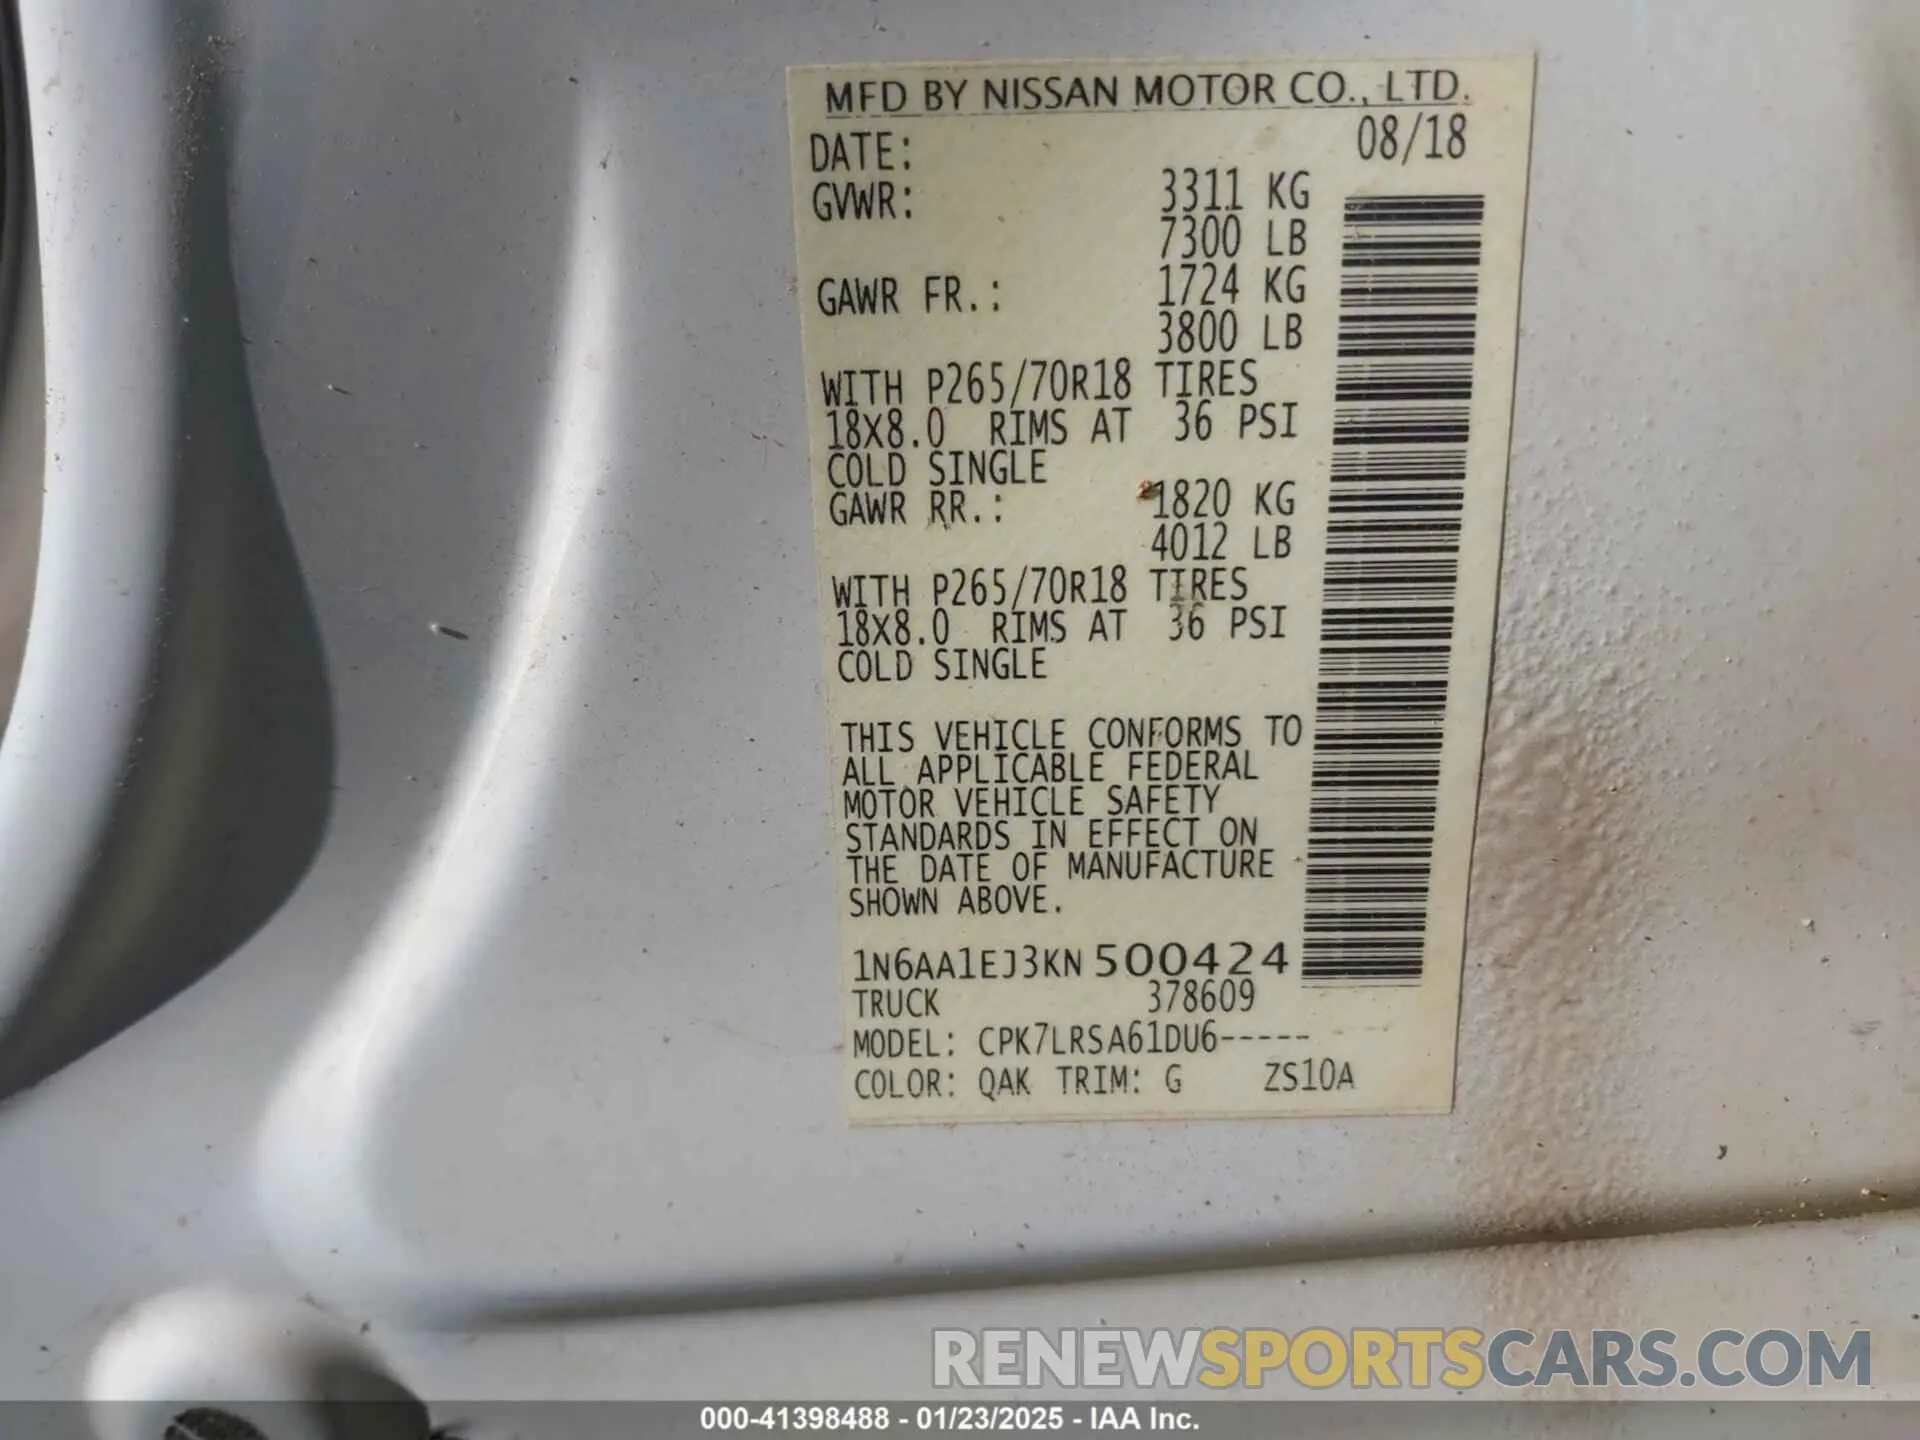 MFD BY NISSAN MOTOR CO., LTD.
DATE: 08/18
GVWR: 3311 KG
7300 LB
GAWR FR.: 1724 KG
3800 LB
WITH P265/70R18 TIRES
18X8.0 RIMS AT 36 PSI
COLD SINGLE
GAWR RR.: 1820 KG
4012 LB
WITH P265/70R18 TIRES
18X8.0 RIMS AT 36 PSI
COLD SINGLE
THIS VEHICLE CONFORMS TO
ALL APPLICABLE FEDERAL
MOTOR VEHICLE SAFETY
STANDARDS IN EFFECT ON
THE DATE OF MANUFACTURE
SHOWN ABOVE.
1N6AA1EJ3KN500424
TRUCK 378609
MODEL: CPK7LRSA61DU6-----
COLOR: QAK TRIM: G ZS10A
RENEWSPORTSCARS.COM
000-41398488 - 01/23/2025 - IAA Inc.